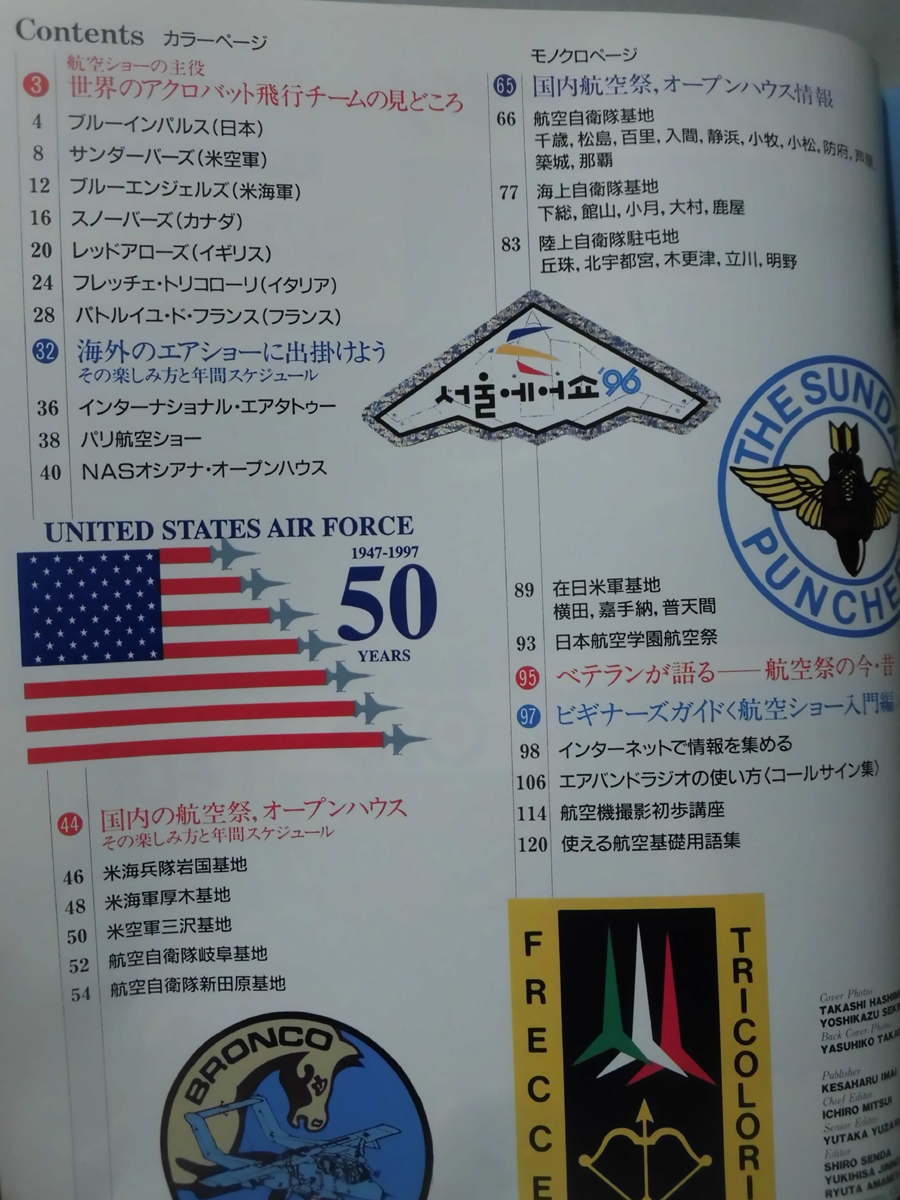 Contents カラーページ
航空ショーの主役
3 世界のアクロバット飛行チームの見どころ
4 ブルーインパルス(日本)
8 サンダーバーズ(米空軍)
12 ブルーエンジェルズ(米海軍)
16 スノーバーズ(カナダ)
20 レッドアローズ(イギリス)
24 フレッチェ・トリコローリ(イタリア)
28 パトルイユ・ド・フランス(フランス)
32 海外のエアショーに出掛けよう
その楽しみ方と年間スケジュール
36 インターナショナル・エアタトゥー
38 パリ航空ショー
40 NASオシアナ・オープンハウス
UNITED STATES AIR FORCE
1947-1997
50
YEARS
44 国内の航空祭,オープンハウス
その楽しみ方と年間スケジュール
46 米海兵隊岩国基地
48 米海軍厚木基地
50 米空軍三沢基地
52 航空自衛隊岐阜基地
54 航空自衛隊新田原基地
BRONCO
モノクロページ
65 国内航空祭,オープンハウス情報
66 航空自衛隊基地
千歳,松島,百里,入間,静浜,小牧,小松,防府,
築城,那覇
77 海上自衛隊基地
下総,館山,小月,大村,鹿屋
83 陸上自衛隊駐屯地
丘珠,北宇都宮,木更津,立川,明野
서울·에어쇼 '96
THE SUNDA
PUNCHE
89 在日米軍基地
横田,嘉手納,普天間
93 日本航空学園航空祭
95 ベテランが語る──航空祭の今・昔
97 ビギナーズガイド〈航空ショー入門編
98 インターネットで情報を集める
106 エアバンドラジオの使い方〈コールサイン集〉
114 航空機撮影初歩講座
120 使える航空基礎用語集
FRECCE
TRICOLORI
Cover Photos
TAKASHI HASHIM
YOSHIKAZU SEK
Back Cover Photo
YASUHIKO TAKA
Publisher
KESAHARU IMAI
Chief Editor
ICHIRO MITSUI
Senior Editor
YUTAKA YUZA
Editor
SHIRO SENDA
YUKIHISA JINN
RYUTA AMAM